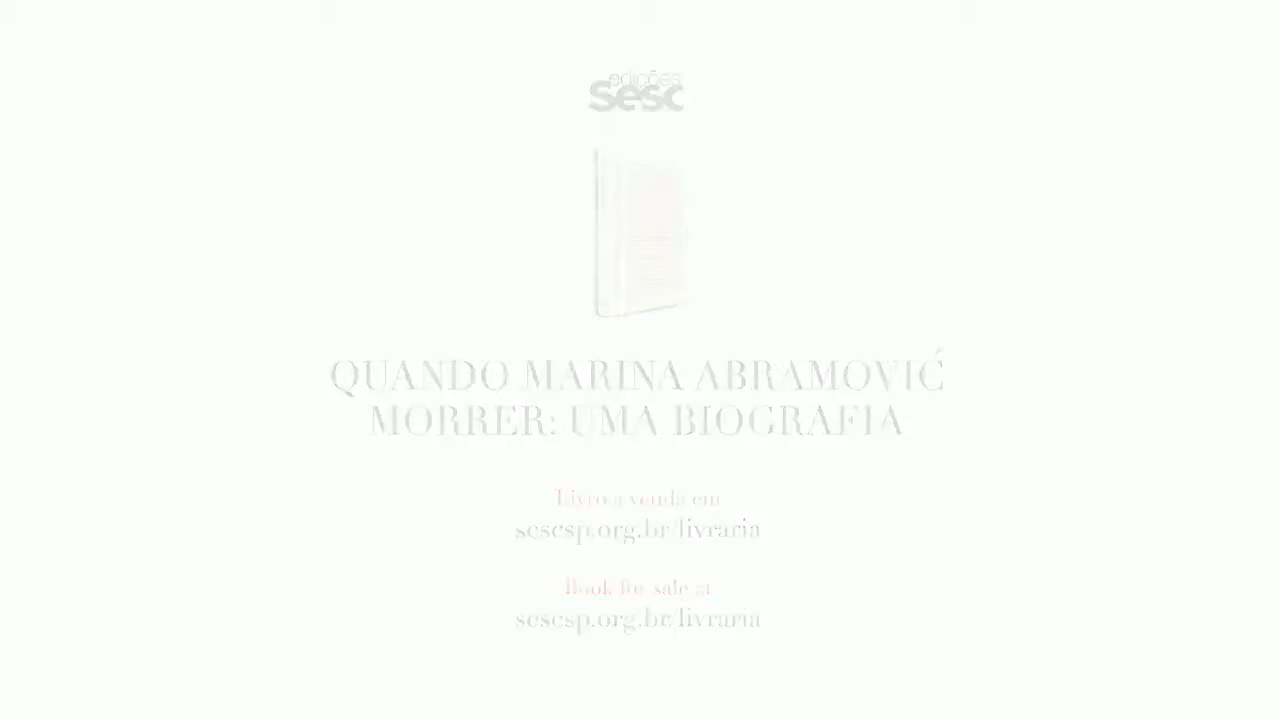 edições
Sesc
QUANDO MARINA ABRAMOVIĆ
MORRER: UMA BIOGRAFIA
Livro a venda em
sescsp.org.br/livraria
Book for sale at
sescsp.org.br/livraria